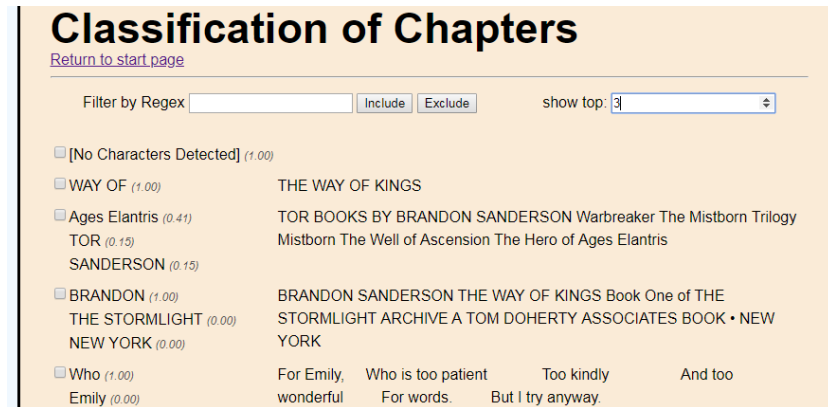 Classification of Chapters
Return to start page
Filter by Regex Include Exclude show top: 3
[No Characters Detected] (1.00)
WAY OF (1.00) THE WAY OF KINGS
Ages Elantris (0.41) TOR BOOKS BY BRANDON SANDERSON Warbreaker The Mistborn Trilogy
TOR (0.15) Mistborn The Well of Ascension The Hero of Ages Elantris
SANDERSON (0.15)
BRANDON (1.00) BRANDON SANDERSON THE WAY OF KINGS Book One of THE
THE STORMLIGHT (0.00) STORMLIGHT ARCHIVE A TOM DOHERTY ASSOCIATES BOOK • NEW
NEW YORK (0.00) YORK
Who (1.00) For Emily, Who is too patient Too kindly And too
Emily (0.00) wonderful For words. But I try anyway.